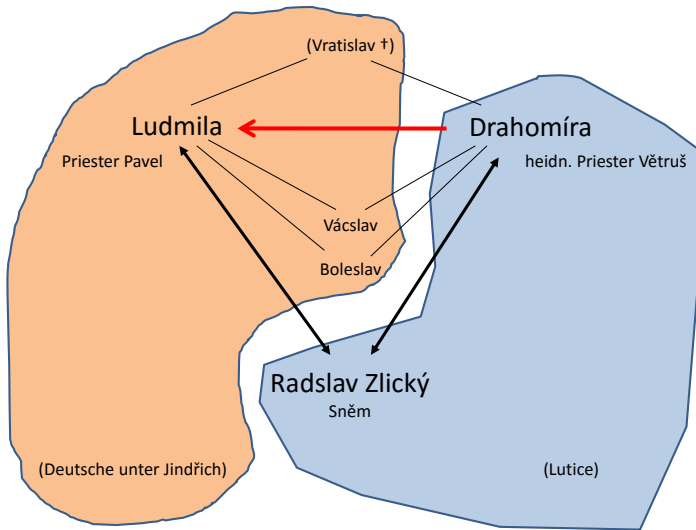 (Vratislav †)
Ludmila
Drahomíra
Priester Pavel
heidn. Priester Větruš
Vácslav
Boleslav
Radslav Zlický
Sněm
(Deutsche unter Jindřich)
(Lutice)